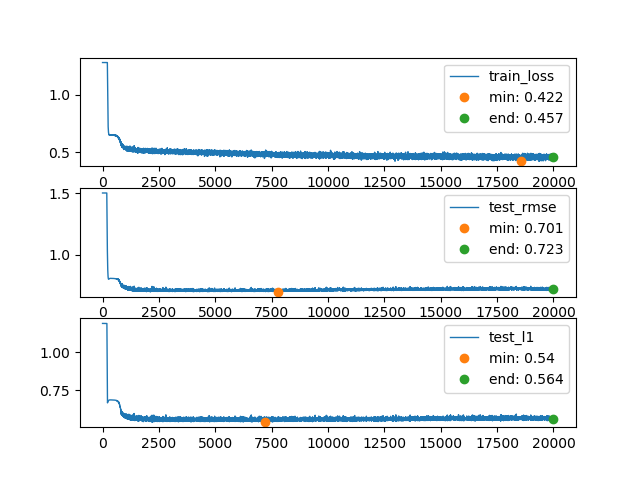 train_loss
min: 0.422
end: 0.457
1.0
0.5
0 2500 5000 7500 10000 12500 15000 17500 20000
test_rmse
min: 0.701
end: 0.723
1.5
1.0
0 2500 5000 7500 10000 12500 15000 17500 20000
test_l1
min: 0.54
end: 0.564
1.00
0.75
0 2500 5000 7500 10000 12500 15000 17500 20000